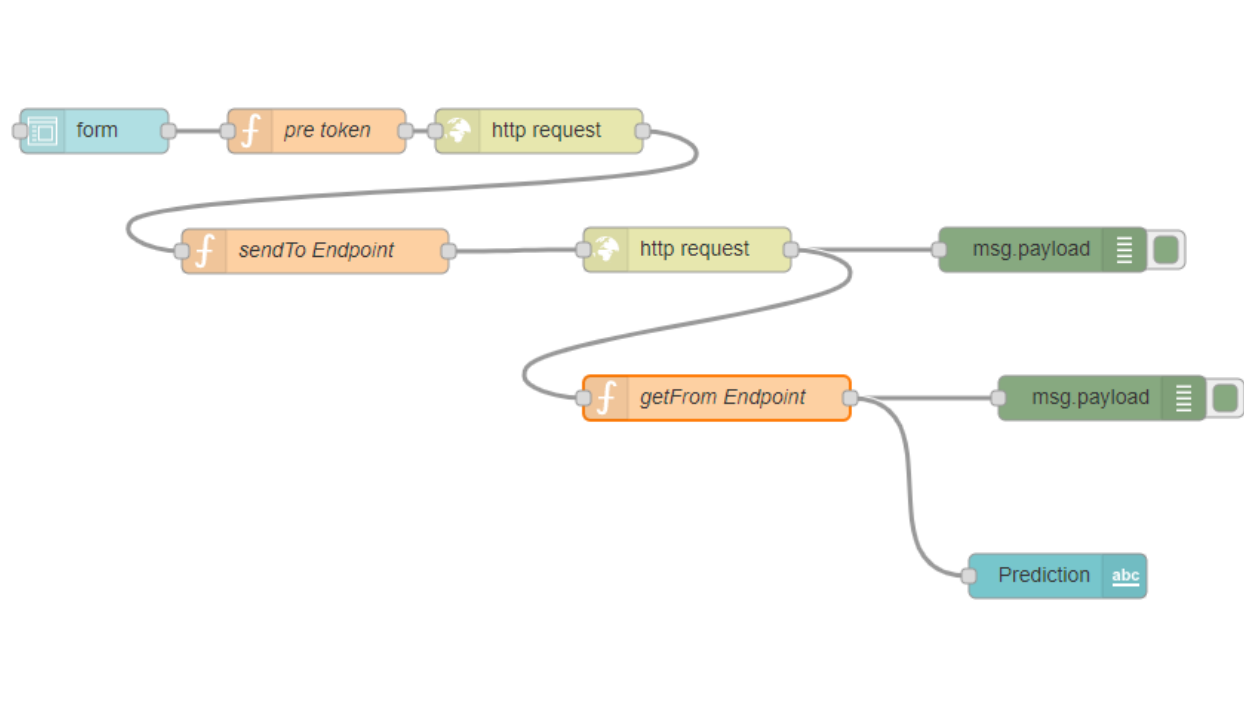 form
pre token
http request
sendTo Endpoint
http request
msg.payload
getFrom Endpoint
msg.payload
Prediction
abc